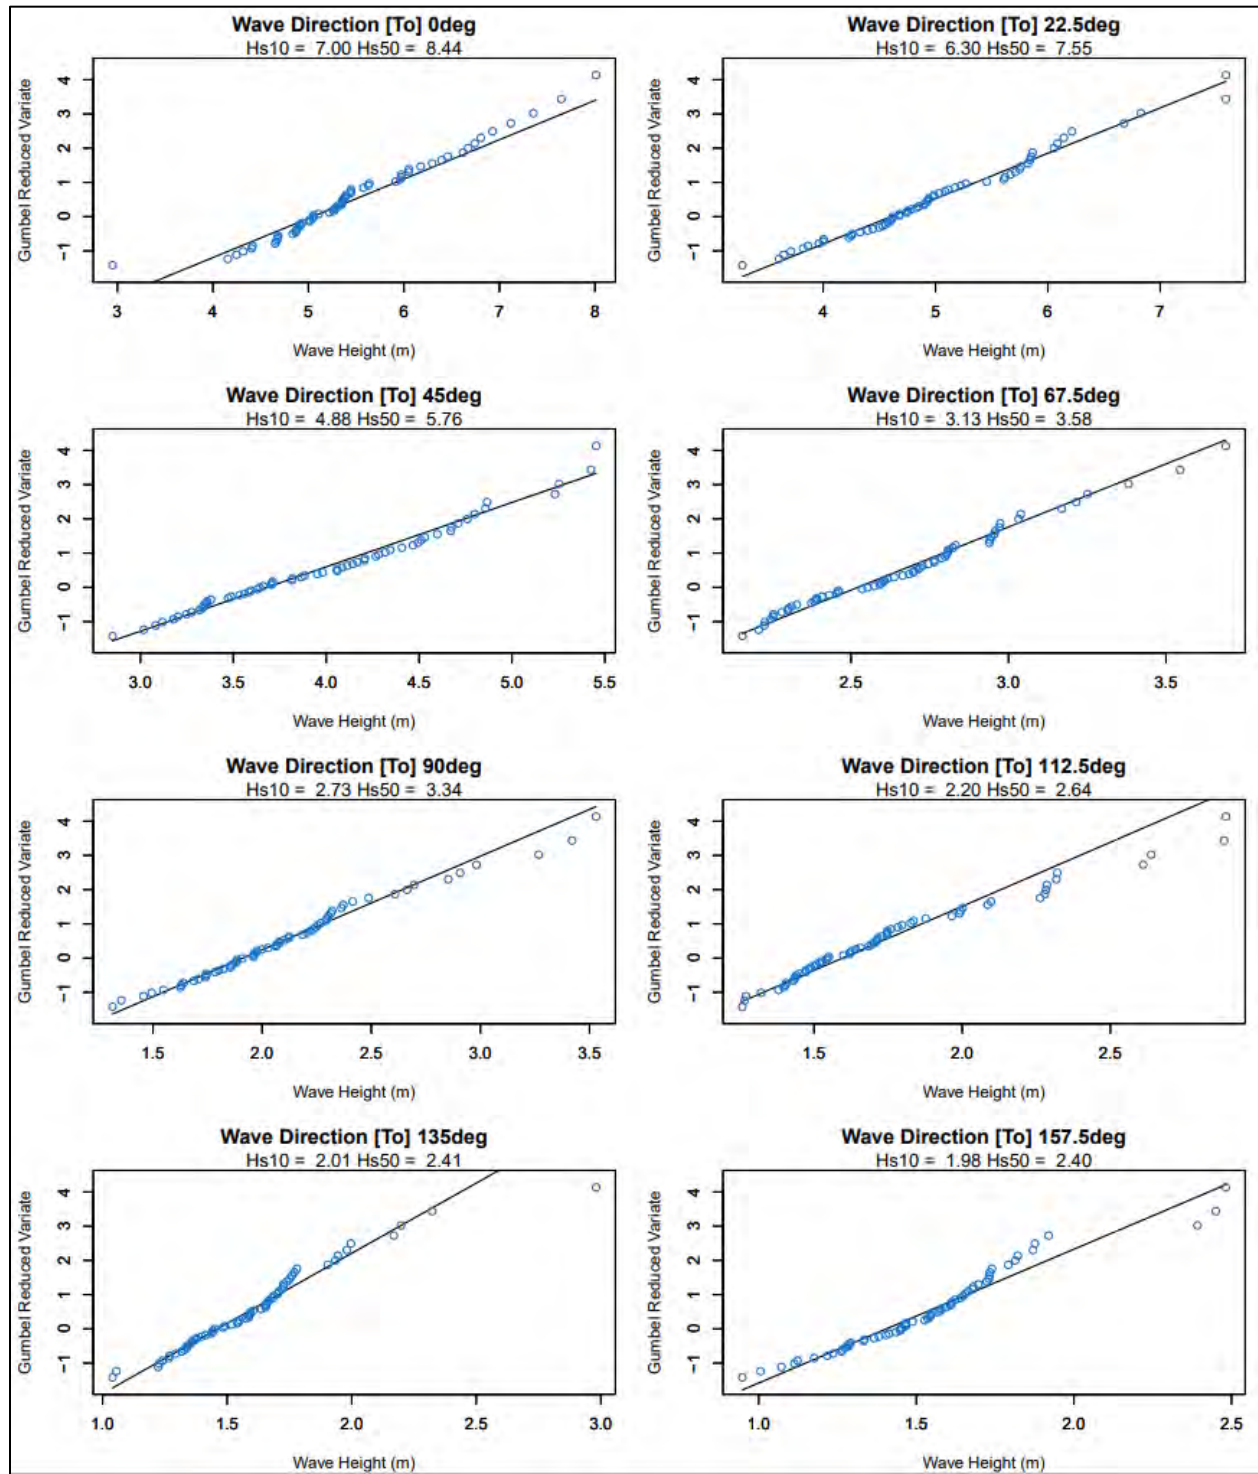 Wave Direction [To] 0deg
Hs10 = 7.00 Hs50 = 8.44
Gumbel Reduced Variate
4
3
2
1
0
−1
3 4 5 6 7 8
Wave Height (m)
Wave Direction [To] 22.5deg
Hs10 = 6.30 Hs50 = 7.55
Gumbel Reduced Variate
4
3
2
1
0
−1
4 5 6 7
Wave Height (m)
Wave Direction [To] 45deg
Hs10 = 4.88 Hs50 = 5.76
Gumbel Reduced Variate
4
3
2
1
0
−1
3.0 3.5 4.0 4.5 5.0 5.5
Wave Height (m)
Wave Direction [To] 67.5deg
Hs10 = 3.13 Hs50 = 3.58
Gumbel Reduced Variate
4
3
2
1
0
−1
2.5 3.0 3.5
Wave Height (m)
Wave Direction [To] 90deg
Hs10 = 2.73 Hs50 = 3.34
Gumbel Reduced Variate
4
3
2
1
0
−1
1.5 2.0 2.5 3.0 3.5
Wave Height (m)
Wave Direction [To] 112.5deg
Hs10 = 2.20 Hs50 = 2.64
Gumbel Reduced Variate
4
3
2
1
0
−1
1.5 2.0 2.5
Wave Height (m)
Wave Direction [To] 135deg
Hs10 = 2.01 Hs50 = 2.41
Gumbel Reduced Variate
4
3
2
1
0
−1
1.0 1.5 2.0 2.5 3.0
Wave Height (m)
Wave Direction [To] 157.5deg
Hs10 = 1.98 Hs50 = 2.40
Gumbel Reduced Variate
4
3
2
1
0
−1
1.0 1.5 2.0 2.5
Wave Height (m)